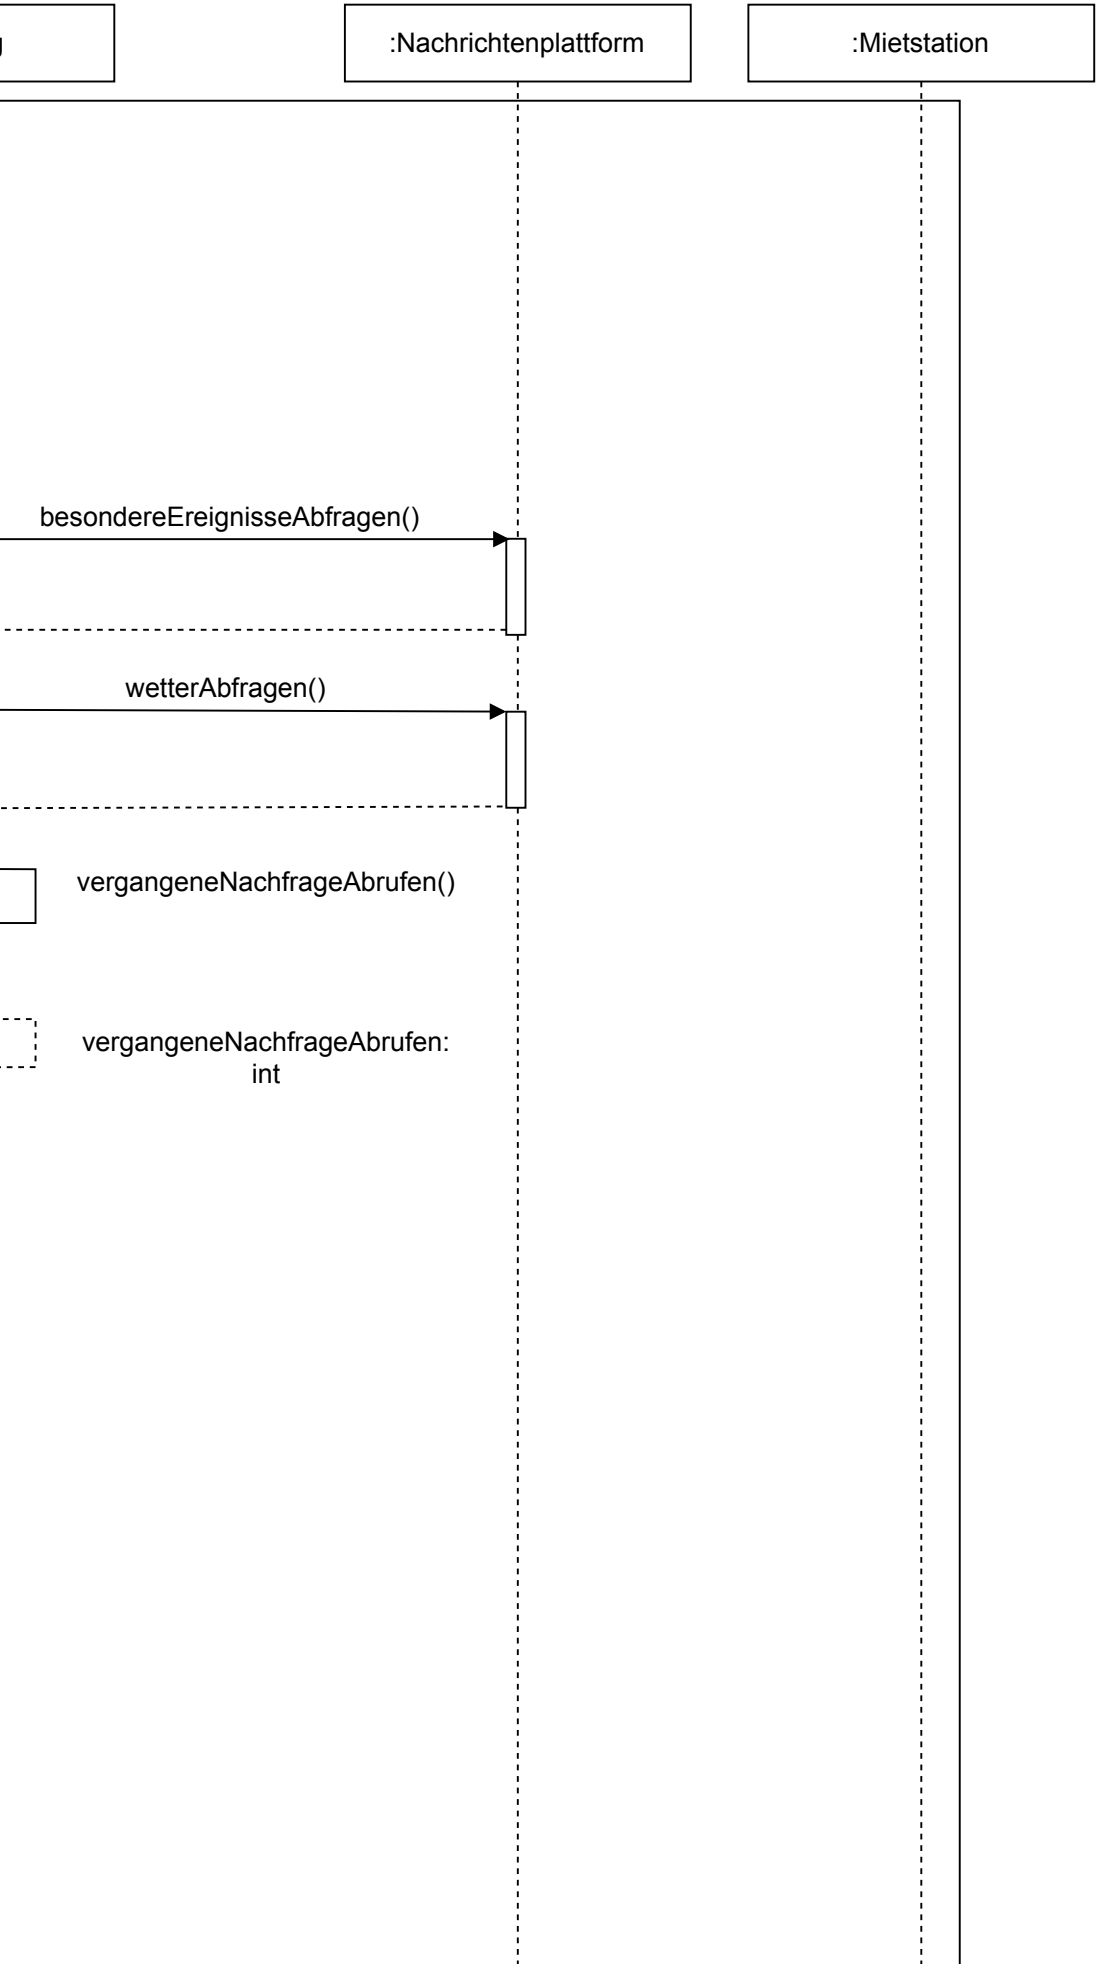 :Nachrichtenplattform
:Mietstation
besondereEreignisseAbfragen()
wetterAbfragen()
vergangeneNachfrageAbrufen()
vergangeneNachfrageAbrufen:
int